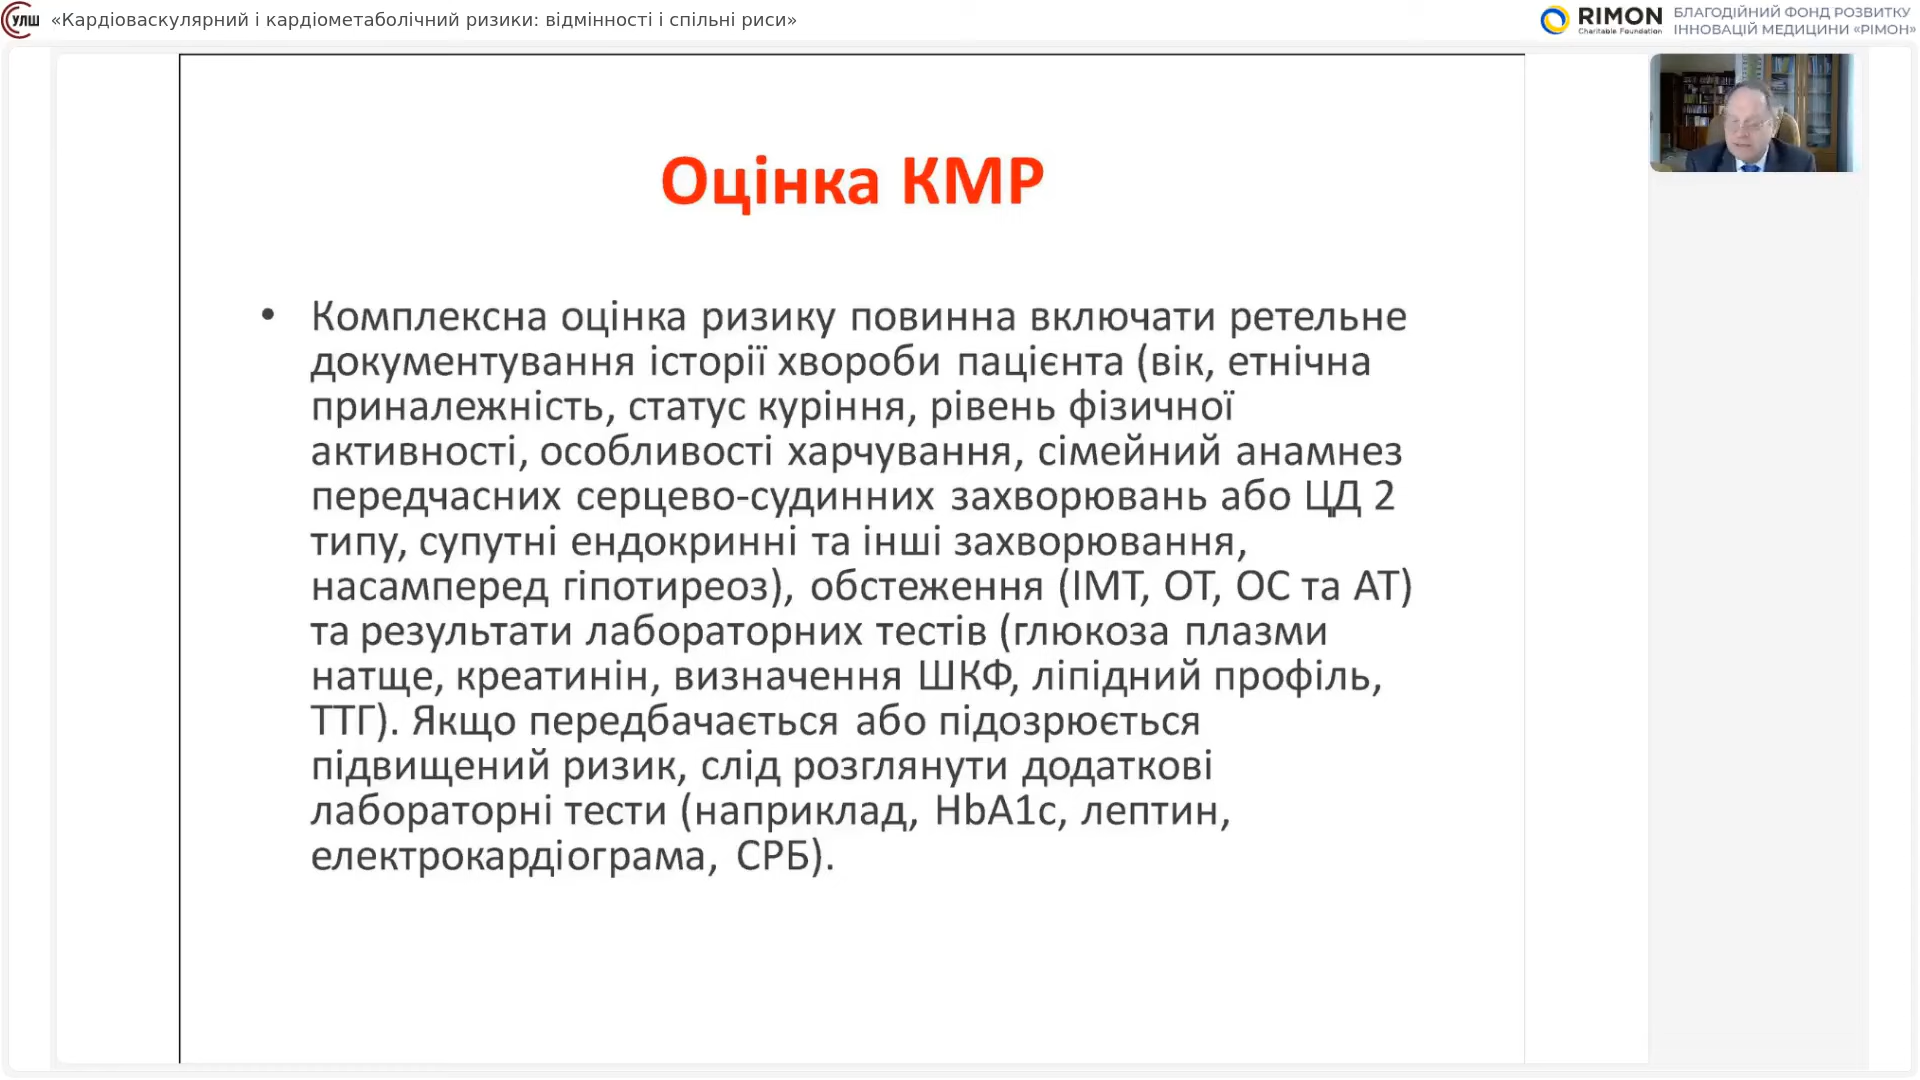 УЛШ «Кардіоваскулярний і кардіометаболічний ризики: відмінності і спільні риси»
RIMON
Charitable Foundation
БЛАГОДІЙНИЙ ФОНД РОЗВИТКУ
ІННОВАЦІЙ МЕДИЦИНИ «РІМОН»
Оцінка КМР
• Комплексна оцінка ризику повинна включати ретельне
документування історії хвороби пацієнта (вік, етнічна
приналежність, статус куріння, рівень фізичної
активності, особливості харчування, сімейний анамнез
передчасних серцево-судинних захворювань або ЦД 2
типу, супутні ендокринні та інші захворювання,
насамперед гіпотиреоз), обстеження (ІМТ, ОТ, ОС та АТ)
та результати лабораторних тестів (глюкоза плазми
натще, креатинін, визначення ШКФ, ліпідний профіль,
ТТГ). Якщо передбачається або підозрюється
підвищений ризик, слід розглянути додаткові
лабораторні тести (наприклад, HbA1c, лептин,
електрокардіограма, СРБ).